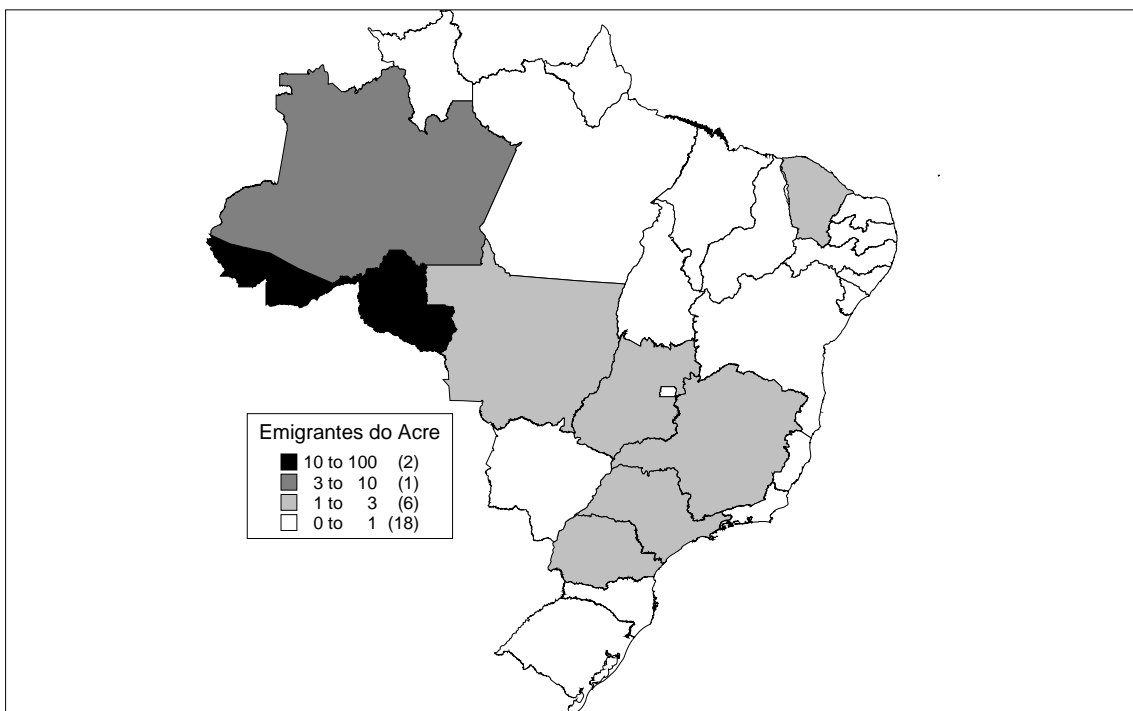 Emigrantes do Acre
10 to 100 (2)
3 to 10 (1)
1 to 3 (6)
0 to 1 (18)